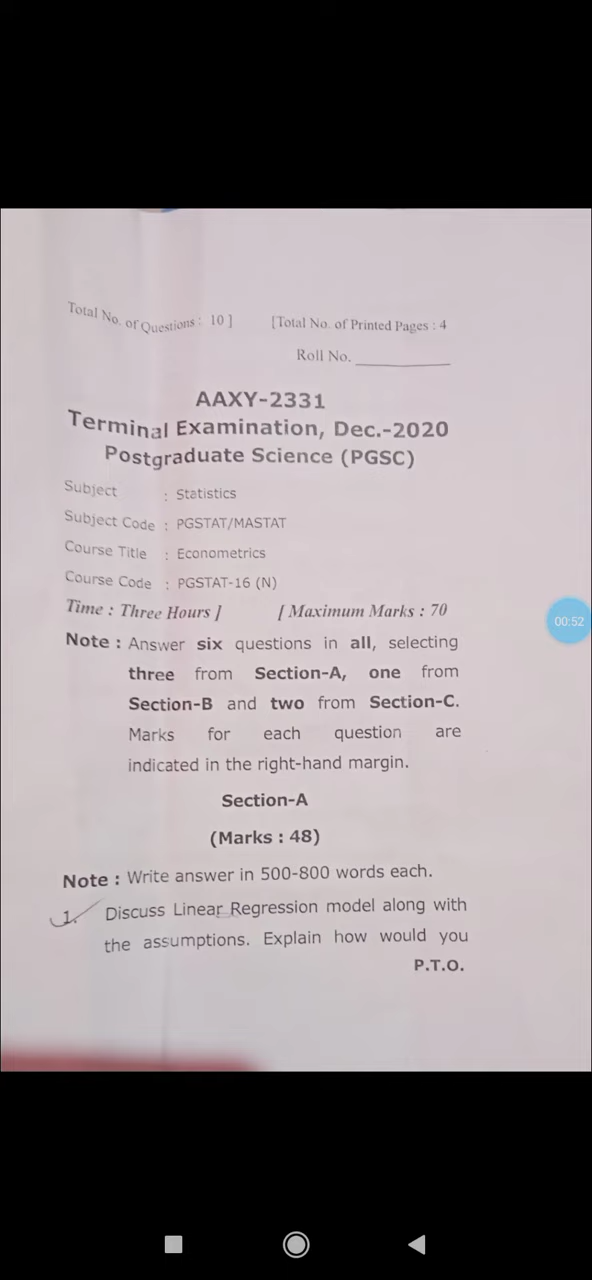 Total No. of Questions : 10 ] [Total No. of Printed Pages : 4
Roll No.
AAXY-2331
Terminal Examination, Dec.-2020
Postgraduate Science (PGSC)
Subject : Statistics
Subject Code : PGSTAT/MASTAT
Course Title : Econometrics
Course Code : PGSTAT-16 (N)
Time : Three Hours ] [ Maximum Marks : 70
Note : Answer six questions in all, selecting
three from Section-A, one from
Section-B and two from Section-C.
Marks for each question are
indicated in the right-hand margin.
00:52
Section-A
(Marks : 48)
Note : Write answer in 500-800 words each.
1. Discuss Linear Regression model along with
the assumptions. Explain how would you
P.T.O.